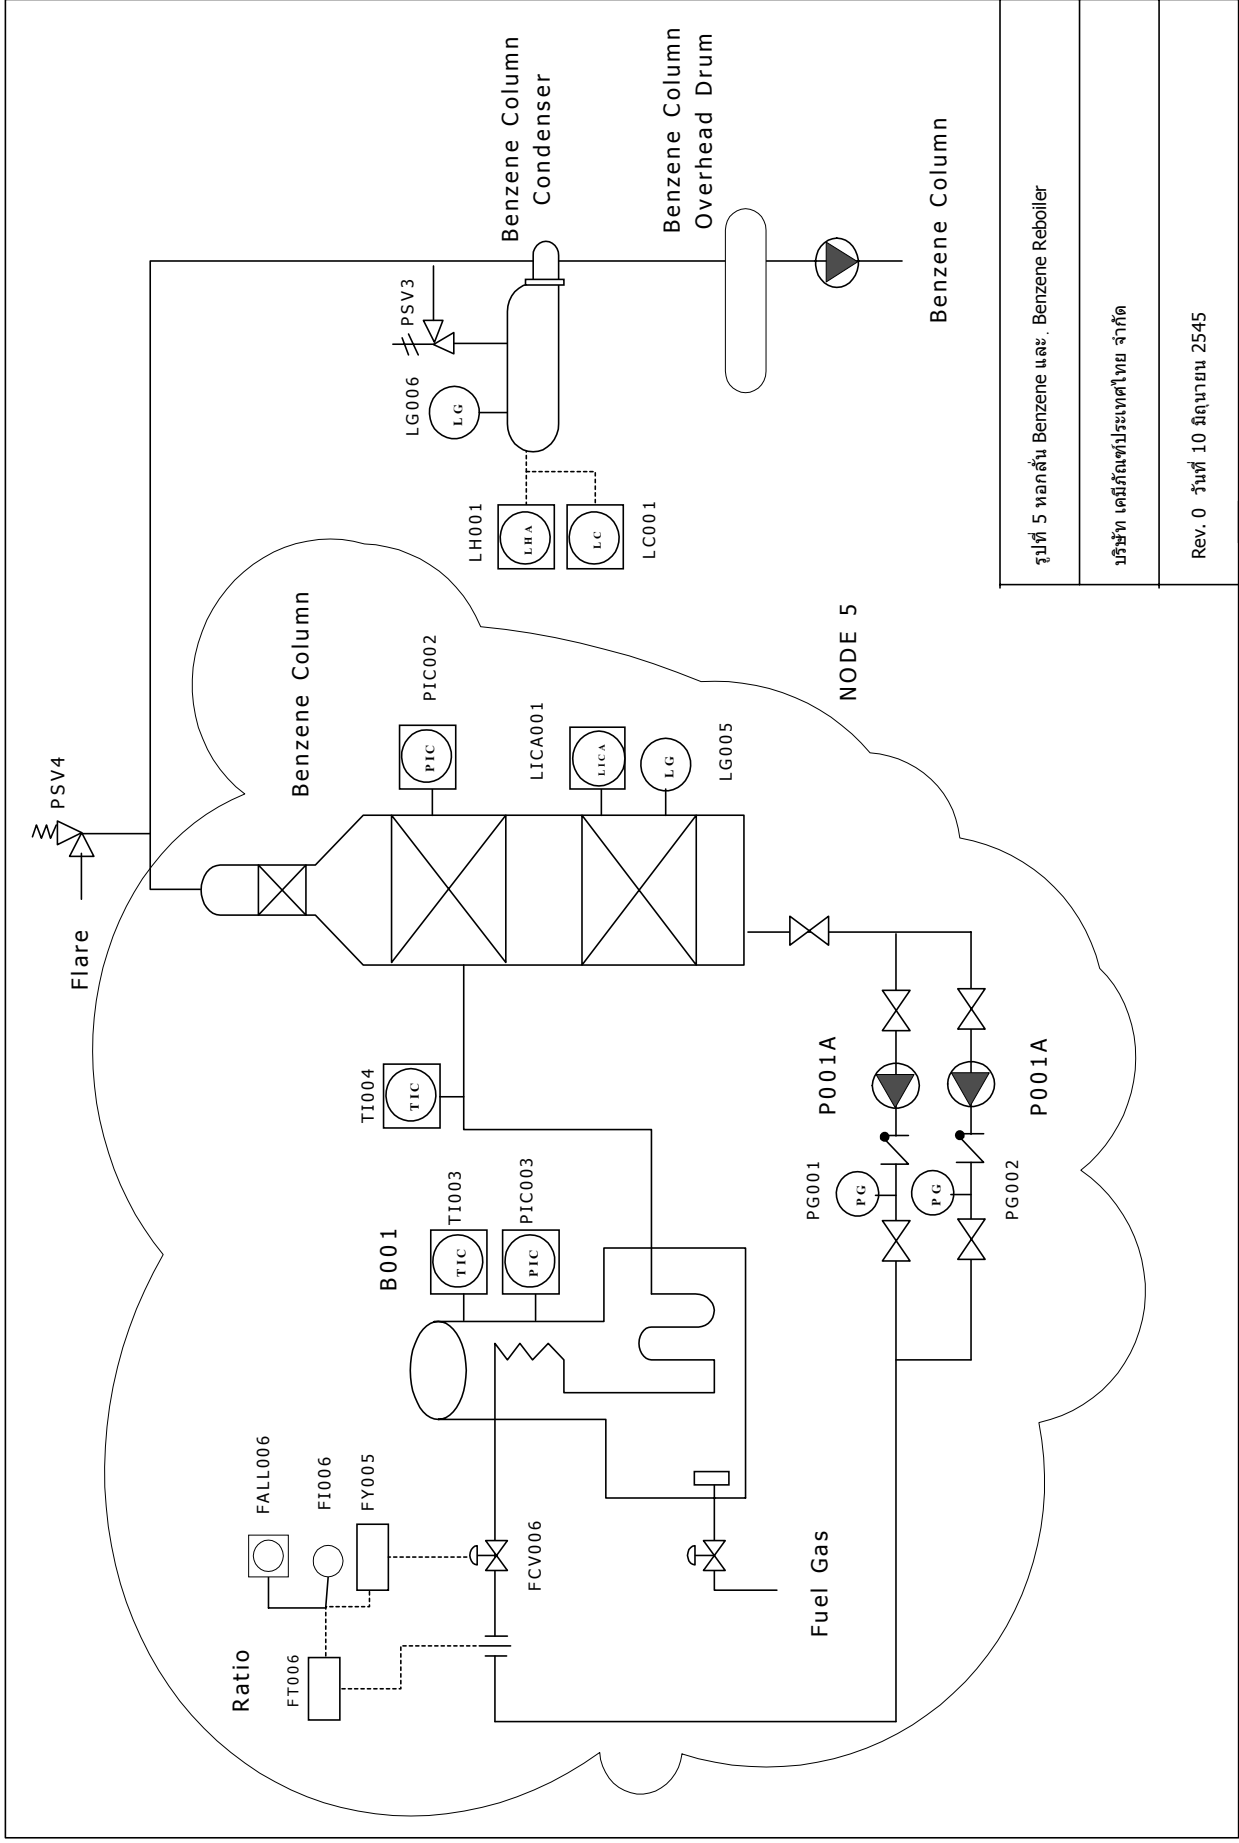 Flare
PSV4
Benzene Column
PSV3
LG006
LG
Benzene Column
Condenser
Benzene Column
Overhead Drum
Benzene Column
LH001
LHA
LC
LC001
PIC002
PIC
LICA001
LICA
LG
LG005
NODE 5
TI004
TIC
B001
TI003
TIC
PIC003
PIC
Ratio
FALL006
FI006
FY005
FT006
FCV006
Fuel Gas
P001A
P001A
PG001
PG
PG
PG002
รูปที่ 5 หอกลั่น Benzene และ . Benzene Reboiler
บริษัท เคมีภัณฑ์ประเทศไทย จำกัด
Rev. 0 วันที่ 10 มิถุนายน 2545